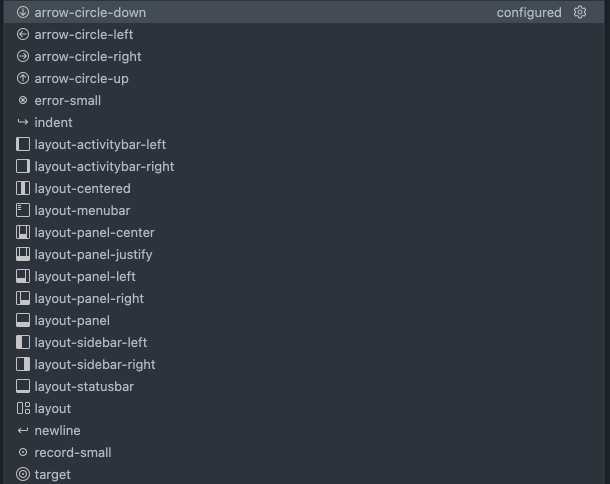 arrow-circle-down configured
arrow-circle-left
arrow-circle-right
arrow-circle-up
error-small
indent
layout-activitybar-left
layout-activitybar-right
layout-centered
layout-menubar
layout-panel-center
layout-panel-justify
layout-panel-left
layout-panel-right
layout-panel
layout-sidebar-left
layout-sidebar-right
layout-statusbar
layout
newline
record-small
target